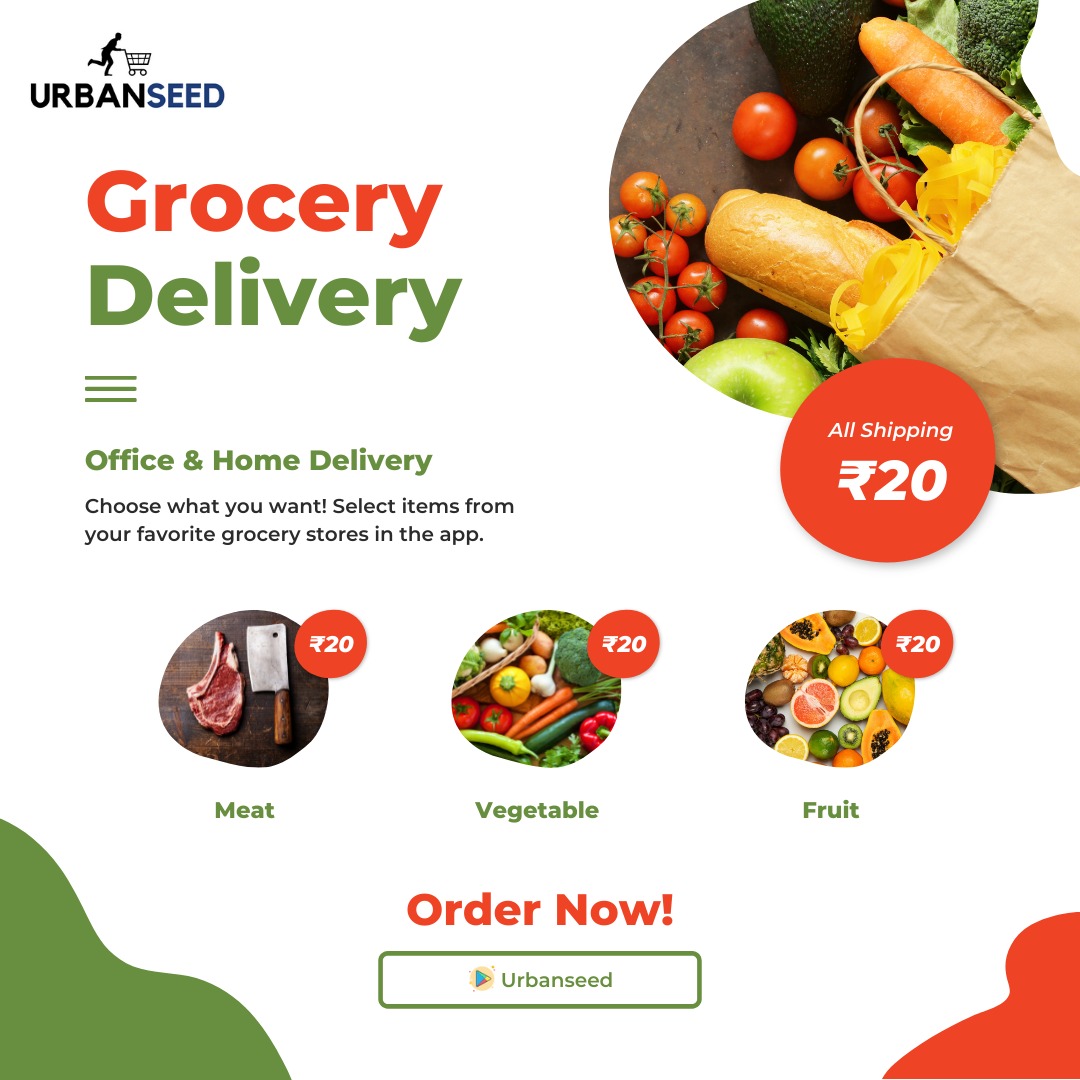 URBANSEED
Grocery
Delivery
Office & Home Delivery
Choose what you want! Select items from
your favorite grocery stores in the app.
All Shipping
₹20
₹20
₹20
₹20
Meat
Vegetable
Fruit
Order Now!
Urbanseed